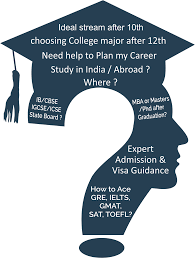 Ideal stream after 10th
choosing College major after 12th
Need help to Plan my Career
Study in India / Abroad ?
Where ?
IB/CBSE
IGCSE/ICSE
State Board ?
MBA or Masters
/Phd after
Graduation?
Expert
Admission &
Visa Guidance
How to Ace
GRE, IELTS,
GMAT,
SAT, TOEFL?